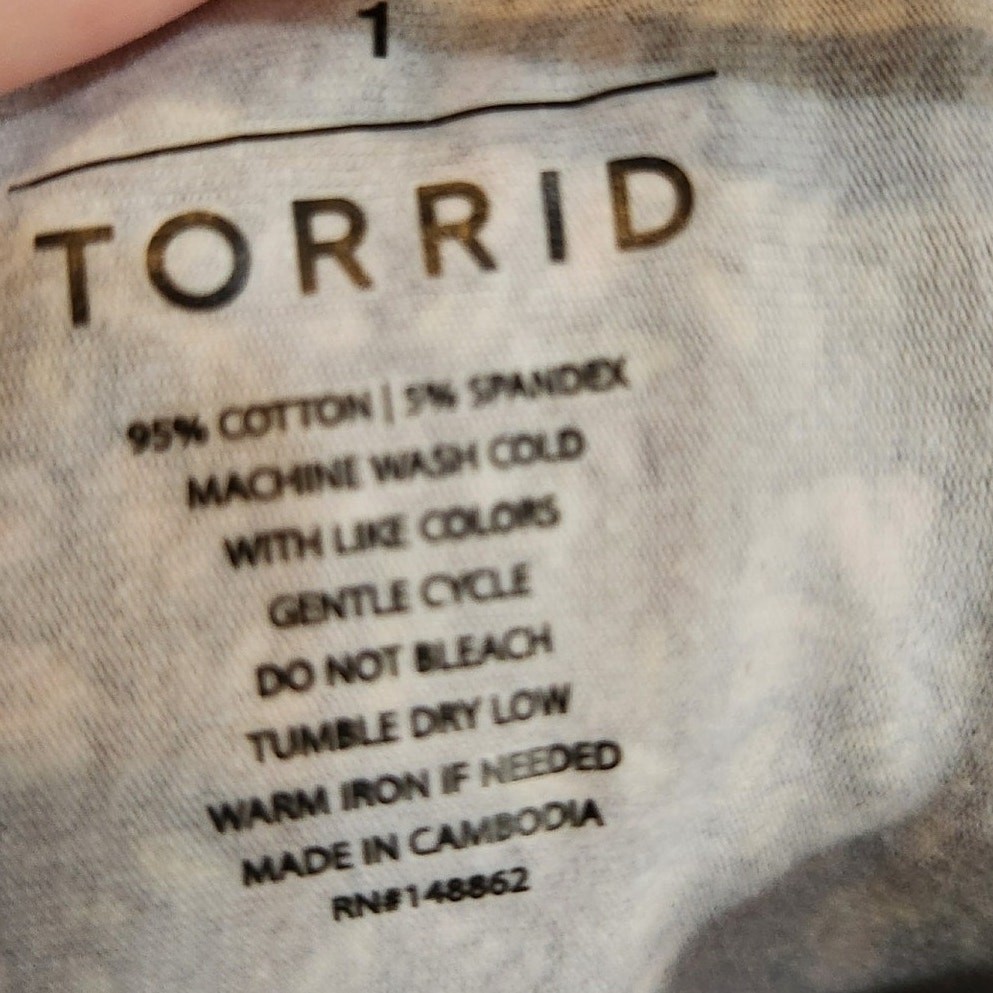 1
TORRID
95% COTTON | 5% SPANDEX
MACHINE WASH COLD
WITH LIKE COLORS
GENTLE CYCLE
DO NOT BLEACH
TUMBLE DRY LOW
WARM IRON IF NEEDED
MADE IN CAMBODIA
RN#148862